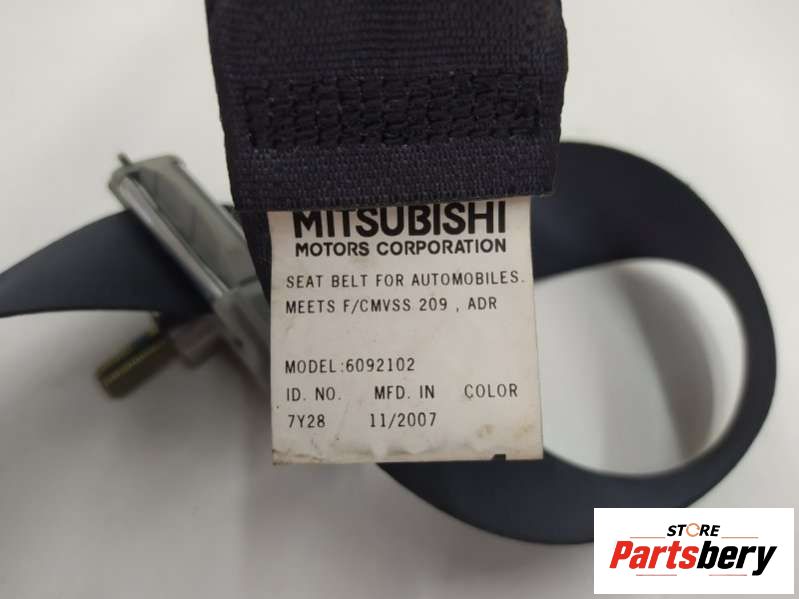 MITSUBISHI
MOTORS CORPORATION
SEAT BELT FOR AUTOMOBILES.
MEETS F/CMVSS 209 , ADR
MODEL:6092102
ID. NO. MFD. IN COLOR
7Y28 11/2007
STORE
Partsbery